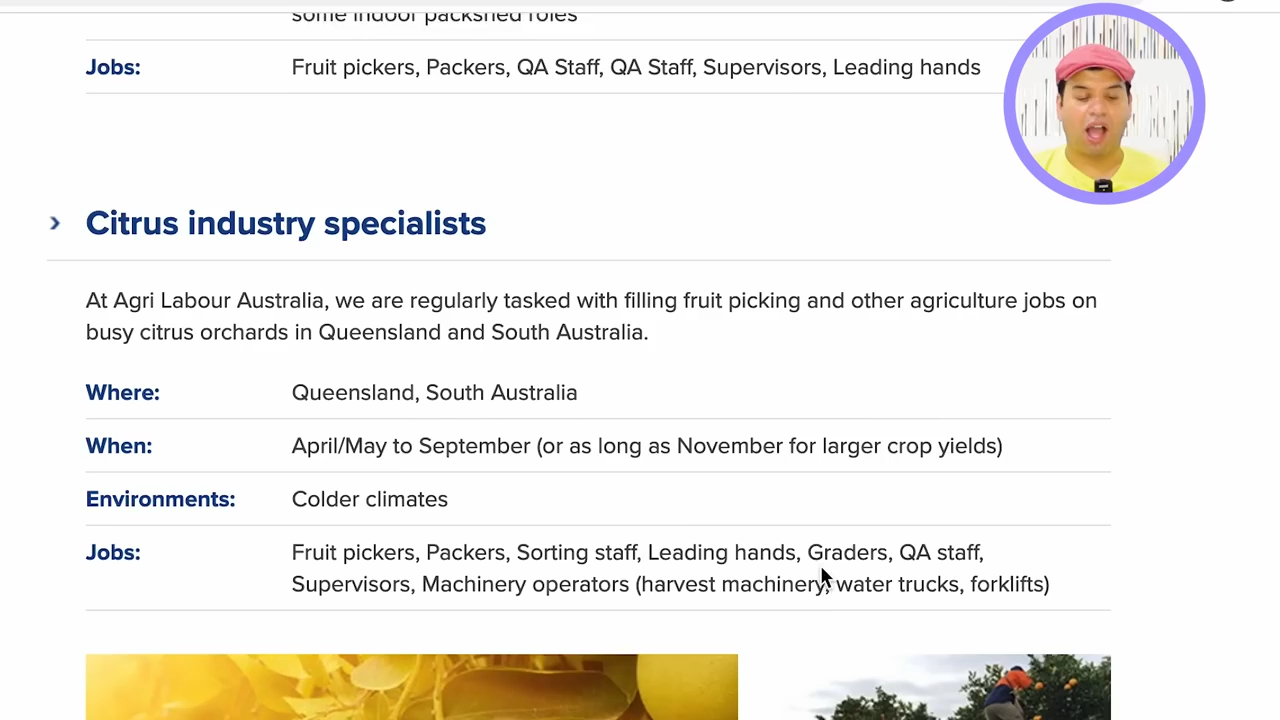 some indoor packshed roles
Jobs: Fruit pickers, Packers, QA Staff, QA Staff, Supervisors, Leading hands
Citrus industry specialists
At Agri Labour Australia, we are regularly tasked with filling fruit picking and other agriculture jobs on
busy citrus orchards in Queensland and South Australia.
Where: Queensland, South Australia
When: April/May to September (or as long as November for larger crop yields)
Environments: Colder climates
Jobs: Fruit pickers, Packers, Sorting staff, Leading hands, Graders, QA staff,
Supervisors, Machinery operators (harvest machinery, water trucks, forklifts)